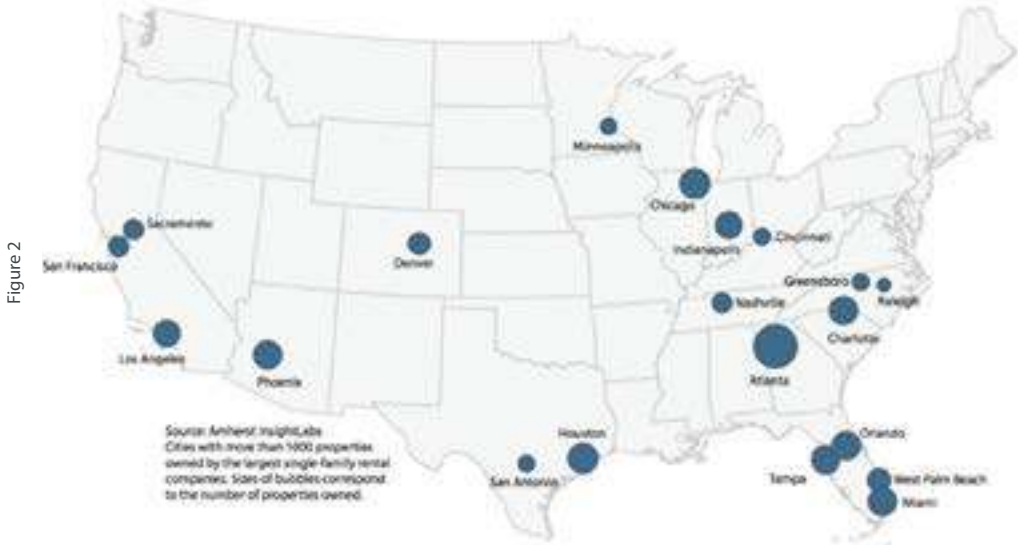 Figure 2
Minneapolis
Chicago
Sacramento
Indianapolis
Cincinnati
San Francisco
Denver
Greensboro
Raleigh
Nashville
Charlotte
Los Angeles
Phoenix
Atlanta
Source: Amherst InsightLabs
Cities with more than 1000 properties
owned by the largest single-family rental
companies. Sizes of bubbles correspond
to the number of properties owned.
Houston
San Antonio
Orlando
Tampa
West Palm Beach
Miami